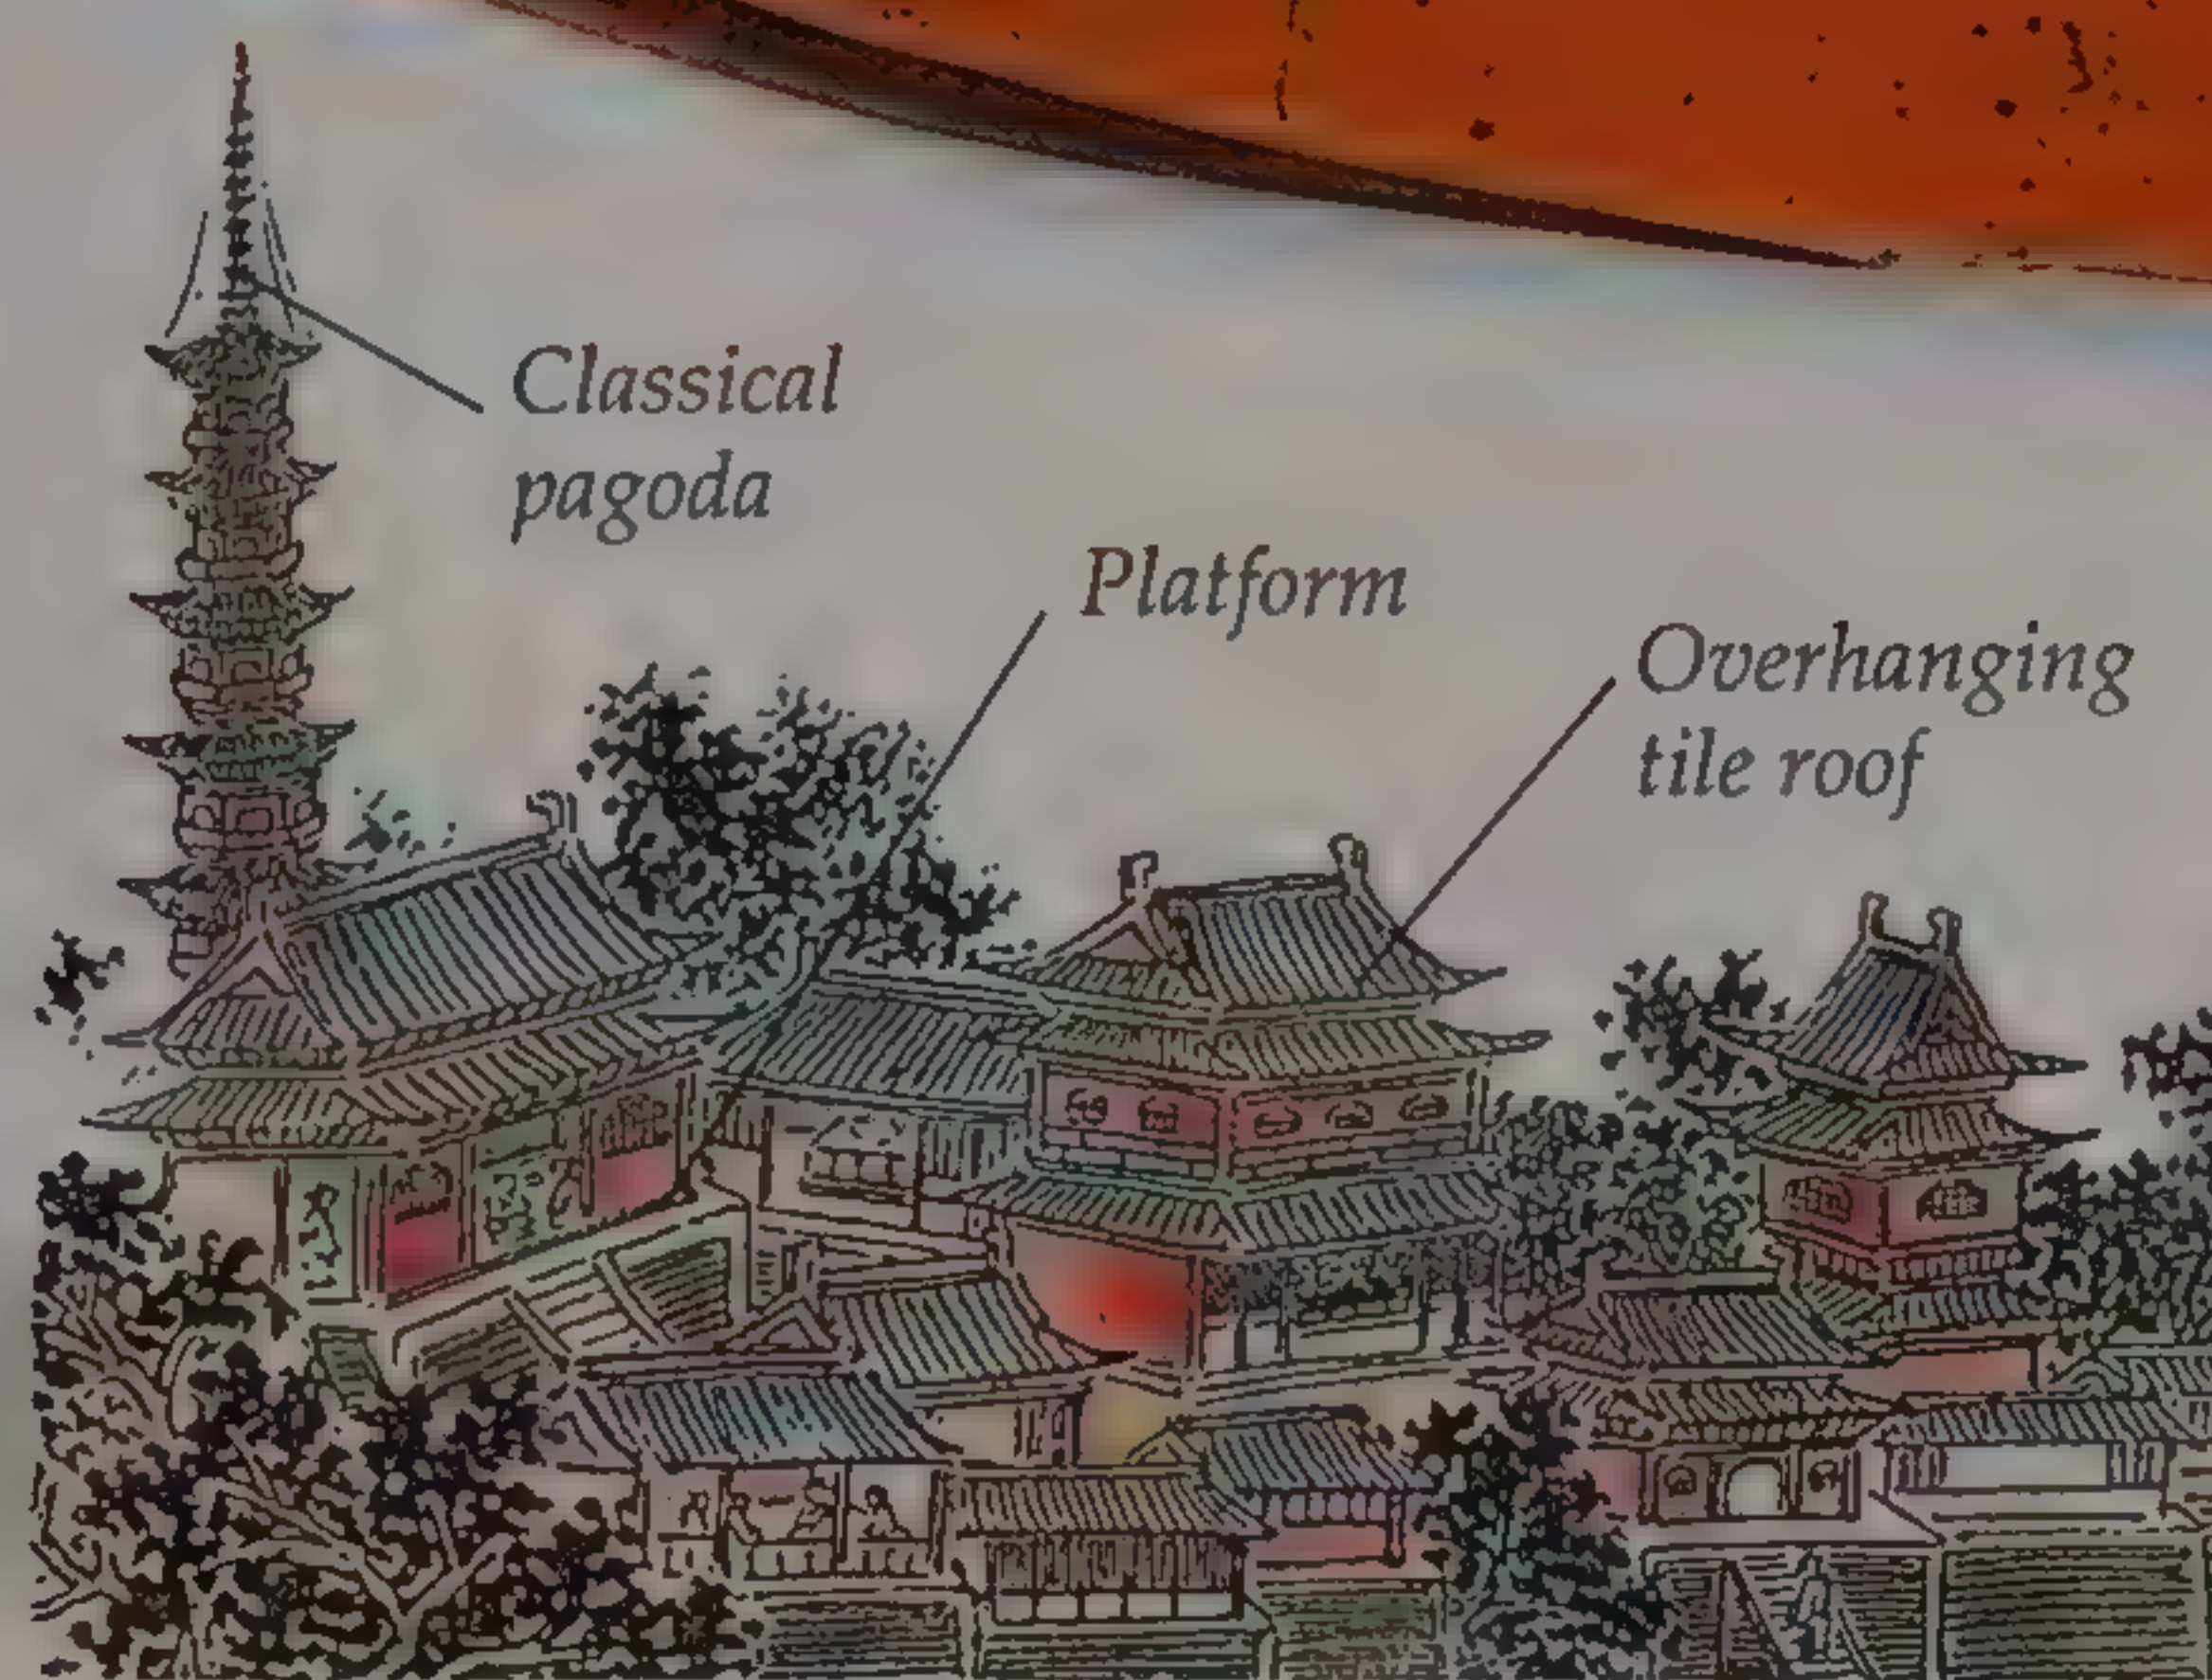 Classical
pagoda
Platform
Overhanging
tile roof